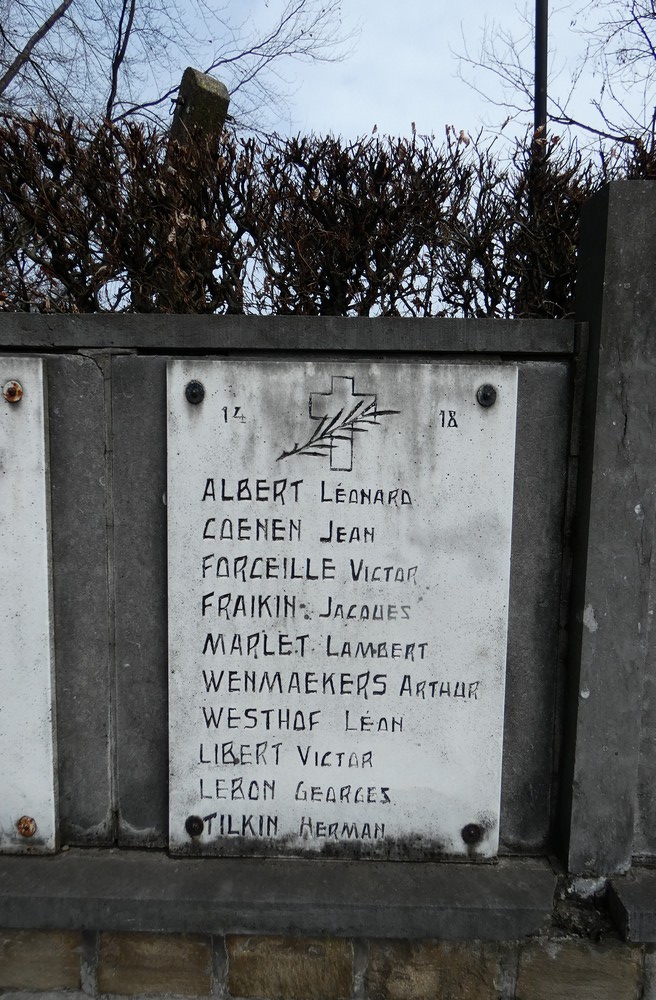 14 18
ALBERT LÉONARD
COENEN JEAN
FORCEILLE VICTOR
FRAIKIN JACQUES
MARLET LAMBERT
WENMAEKERS ARTHUR
WESTHOF LÉON
LIBERT VICTOR
LEBON GEORGES
TILKIN HERMAN